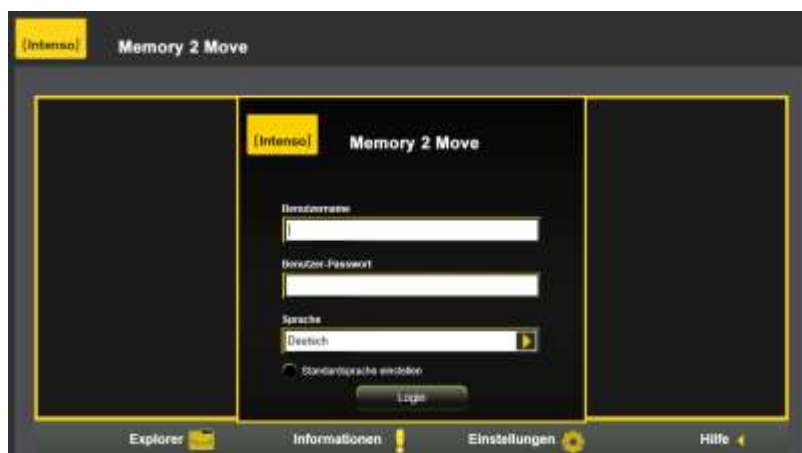 [Intenso] Memory 2 Move
[Intenso] Memory 2 Move
Benutzername
Benutzer-Passwort
Sprache
Deutsch
Standardsprache einstellen
Login
Explorer Informationen Einstellungen Hilfe